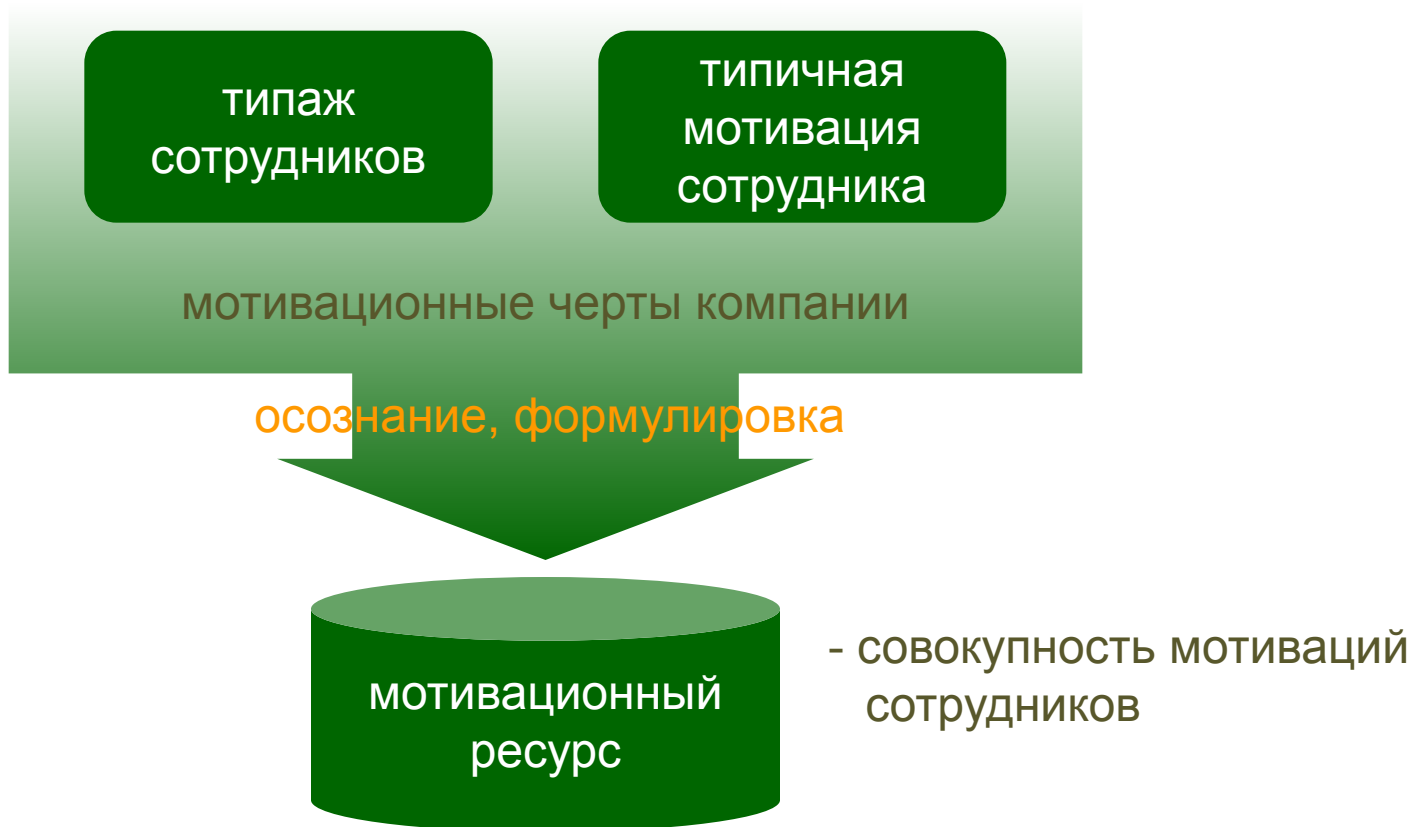 типаж
сотрудников
типичная
мотивация
сотрудника
мотивационные черты компании
осознание, формулировка
мотивационный
ресурс
- совокупность мотиваций
сотрудников